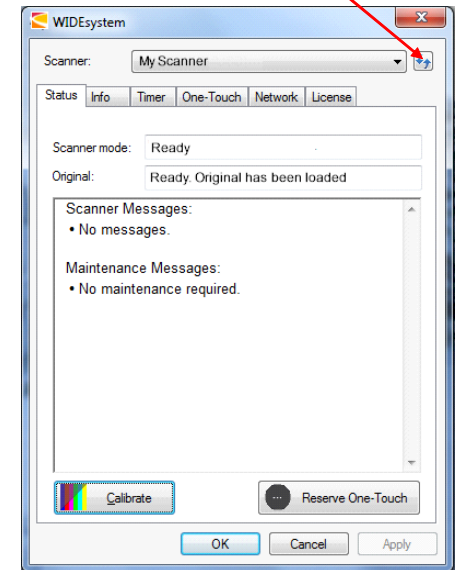 WIDEsystem
Scanner: My Scanner
Status Info Timer One-Touch Network License
Scanner mode: Ready
Original: Ready. Original has been loaded
Scanner Messages:
• No messages.
Maintenance Messages:
• No maintenance required.
Calibrate Reserve One-Touch
OK Cancel Apply